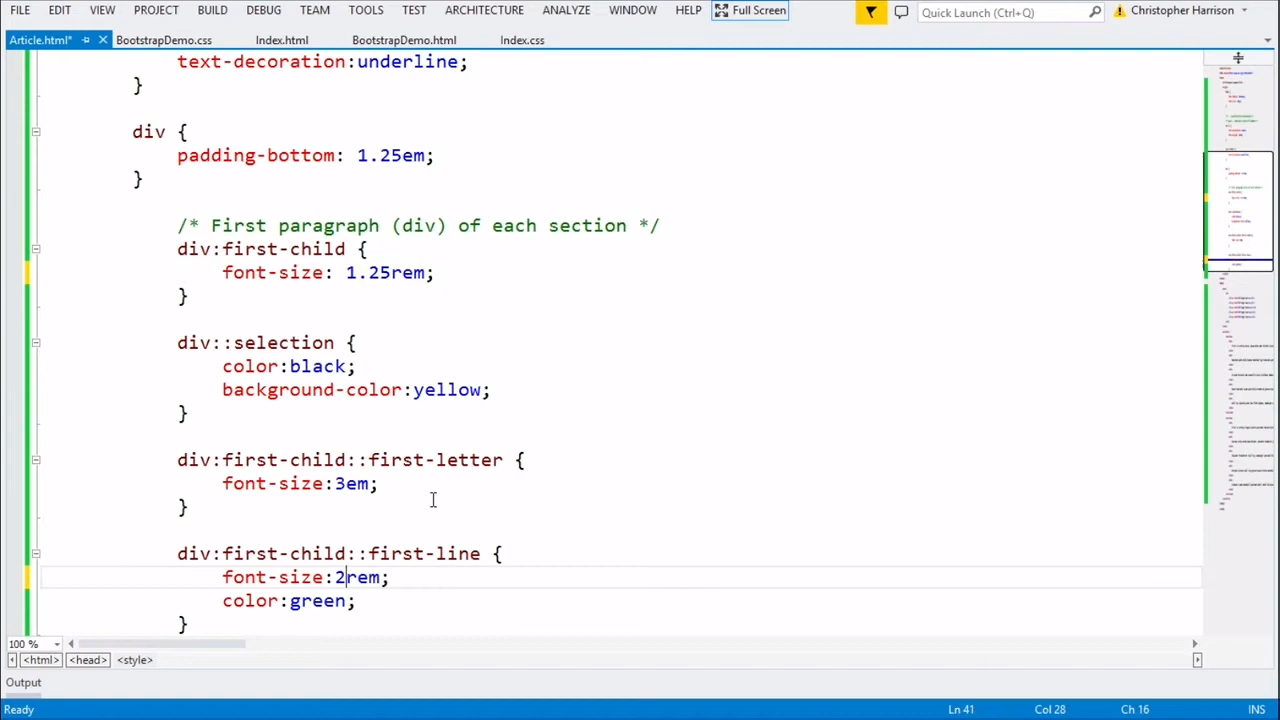 FILE EDIT VIEW PROJECT BUILD DEBUG TEAM TOOLS TEST ARCHITECTURE ANALYZE WINDOW HELP Full Screen Quick Launch (Ctrl+Q) Christopher Harrison
Article.html* BootstrapDemo.css Index.html BootstrapDemo.html Index.css
text-decoration:underline;
}
div {
padding-bottom: 1.25em;
}
/* First paragraph (div) of each section */
div:first-child {
font-size: 1.25rem;
}
div::selection {
color:black;
background-color:yellow;
}
div:first-child::first-letter {
font-size:3em;
}
div:first-child::first-line {
font-size:2rem;
color:green;
}
100 %
<html> <head> <style>
Output
Ready Ln 41 Col 28 Ch 16 INS